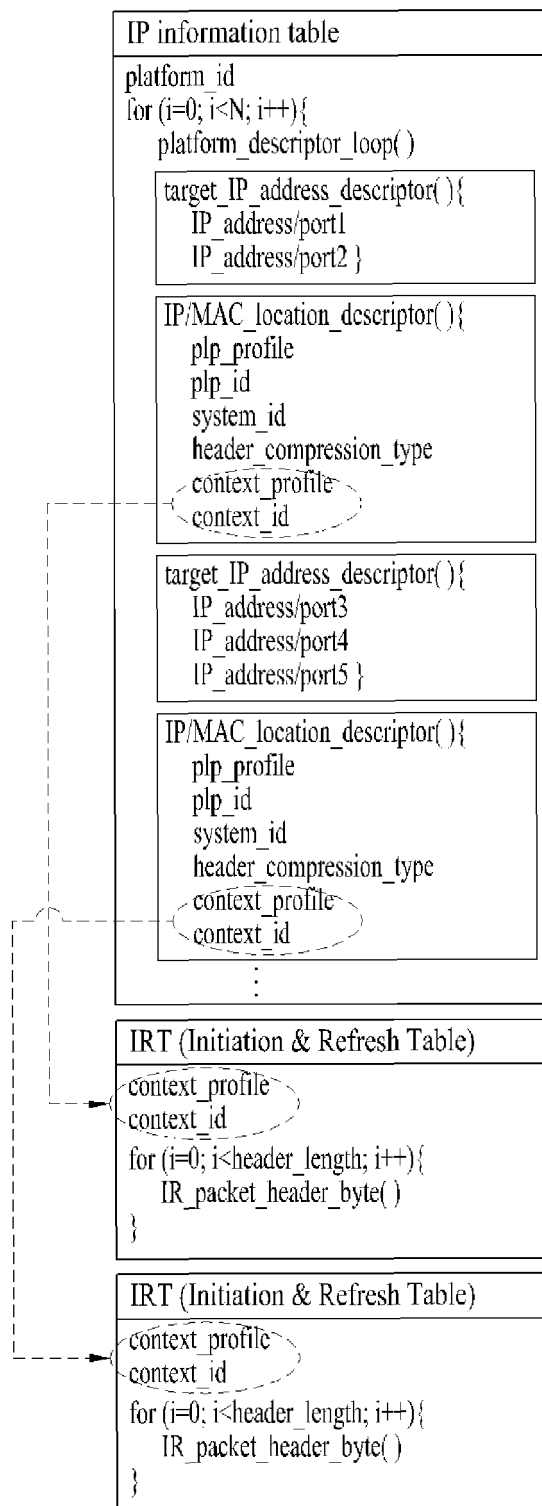 IP information table
platform_id
for (i=0; i<N; i++){
platform_descriptor_loop( )
target_IP_address_descriptor( ){
IP_address/port1
IP_address/port2 }
IP/MAC_location_descriptor( ){
plp_profile
plp_id
system_id
header_compression_type
context_profile
context_id
target_IP_address_descriptor( ){
IP_address/port3
IP_address/port4
IP_address/port5 }
IP/MAC_location_descriptor( ){
plp_profile
plp_id
system_id
header_compression_type
context_profile
context_id
IRT (Initiation & Refresh Table)
context_profile
context_id
for (i=0; i<header_length; i++){
IR_packet_header_byte( )
}
IRT (Initiation & Refresh Table)
context_profile
context_id
for (i=0; i<header_length; i++){
IR_packet_header_byte( )
}